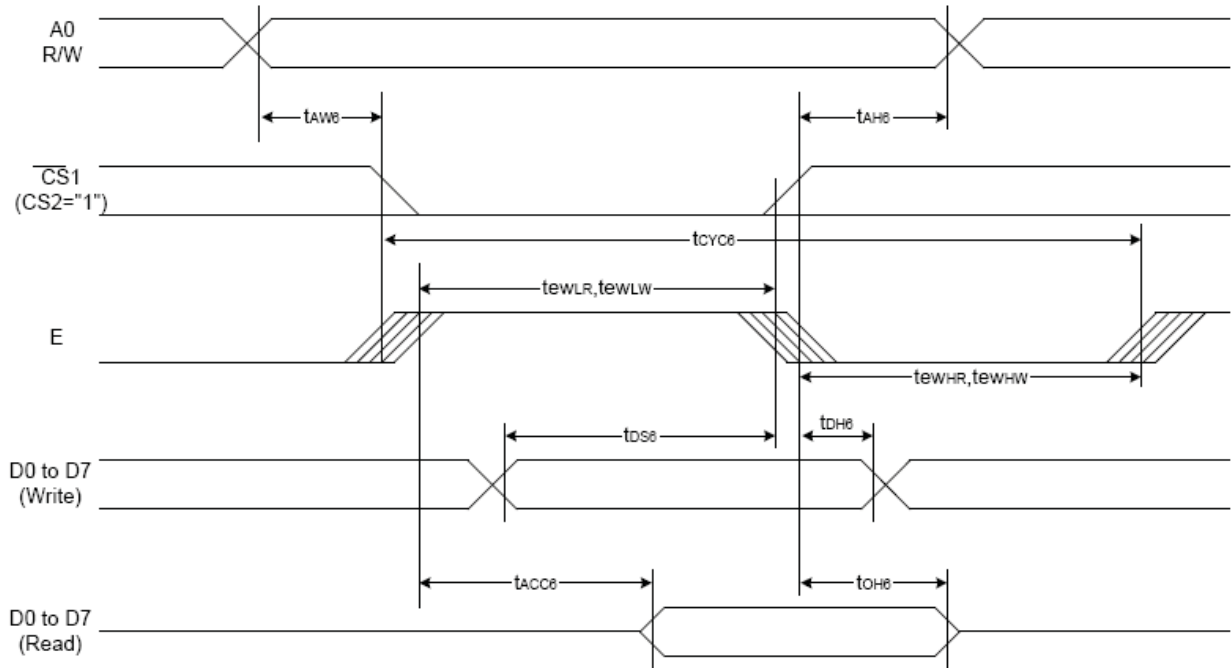 A0
R/W
tAW6
tAH6
CS1
(CS2="1")
tCYC6
tewLR,tewLW
E
tewHR,tewHW
tDS6
tDH6
D0 to D7
(Write)
tACC6
tOH6
D0 to D7
(Read)